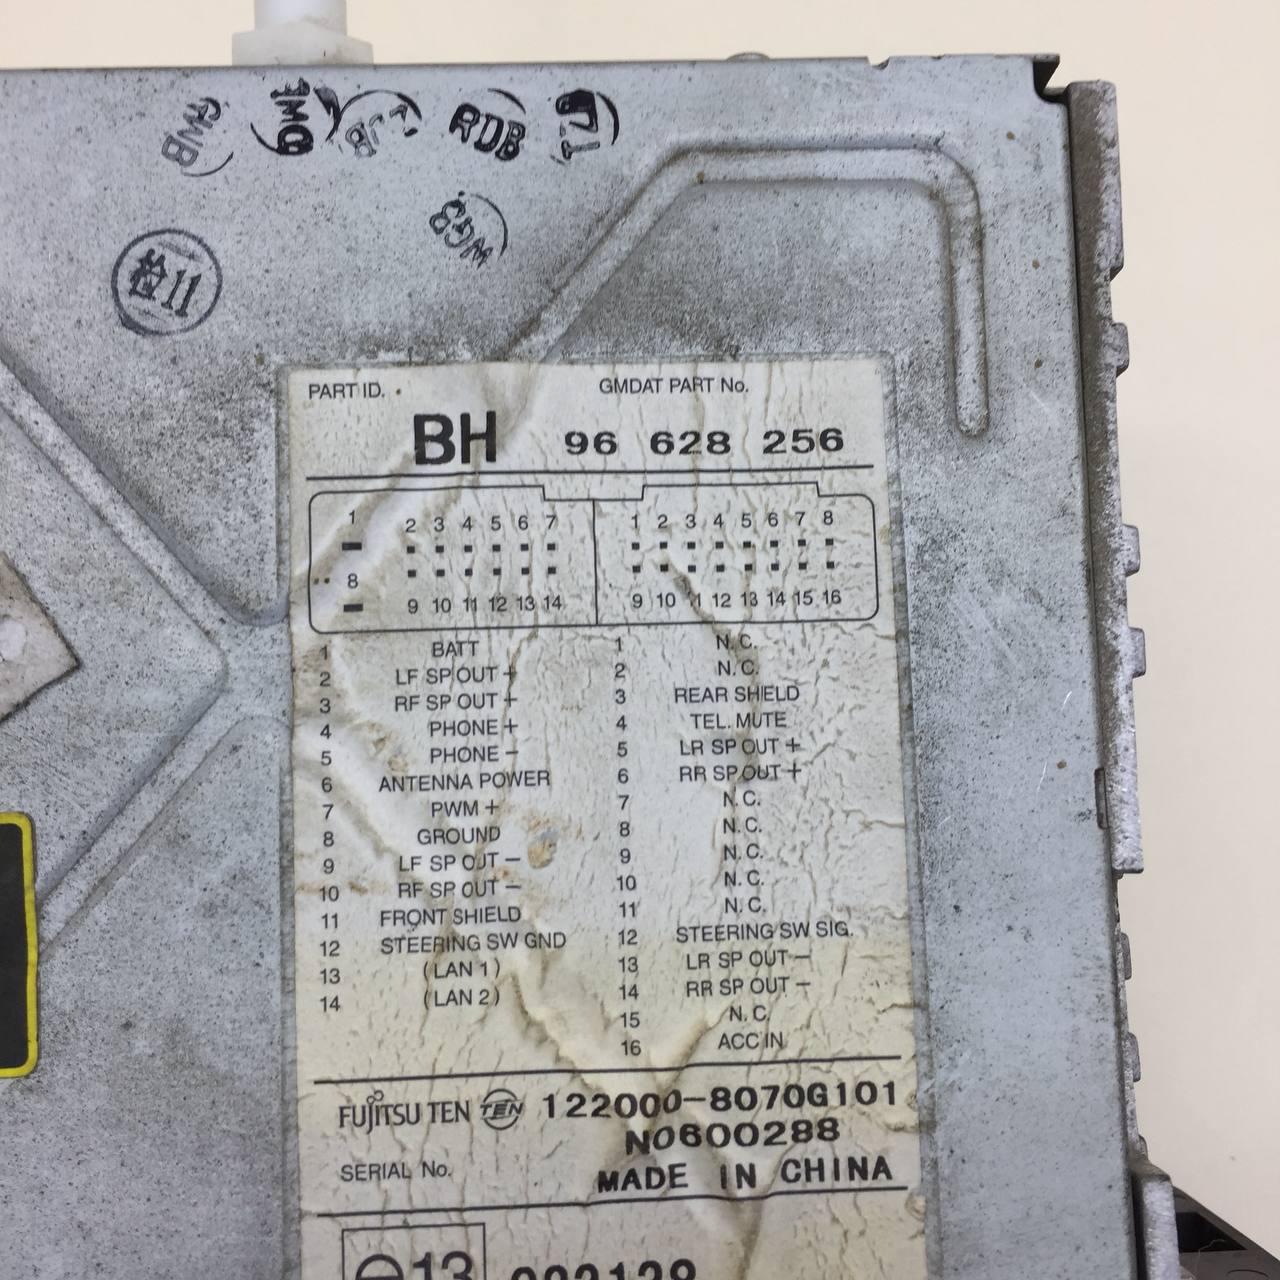 RDB
WGB
検11
PART ID.
GMDAT PART No.
BH 96 628 256
1 2 3 4 5 6 7 1 2 3 4 5 6 7 8
8 9 10 11 12 13 14 9 10 11 12 13 14 15 16
1 BATT
2 LF SP OUT +
3 RF SP OUT +
4 PHONE +
5 PHONE −
6 ANTENNA POWER
7 PWM +
8 GROUND
9 LF SP OUT −
10 RF SP OUT −
11 FRONT SHIELD
12 STEERING SW GND
13 (LAN 1)
14 (LAN 2)
1 N.C.
2 N.C.
3 REAR SHIELD
4 TEL. MUTE
5 LR SP OUT +
6 RR SP OUT +
7 N.C.
8 N.C.
9 N.C.
10 N.C.
11 N.C.
12 STEERING SW SIG.
13 LR SP OUT −
14 RR SP OUT −
15 N.C.
16 ACC IN
FUJITSU TEN TEN 122000-8070G101
N0600288
SERIAL No. MADE IN CHINA
e13